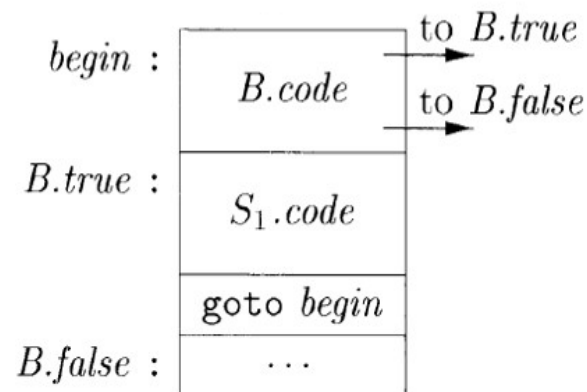 to B.true
begin :
B.code
to B.false
B.true :
S₁.code
goto begin
B.false :
...